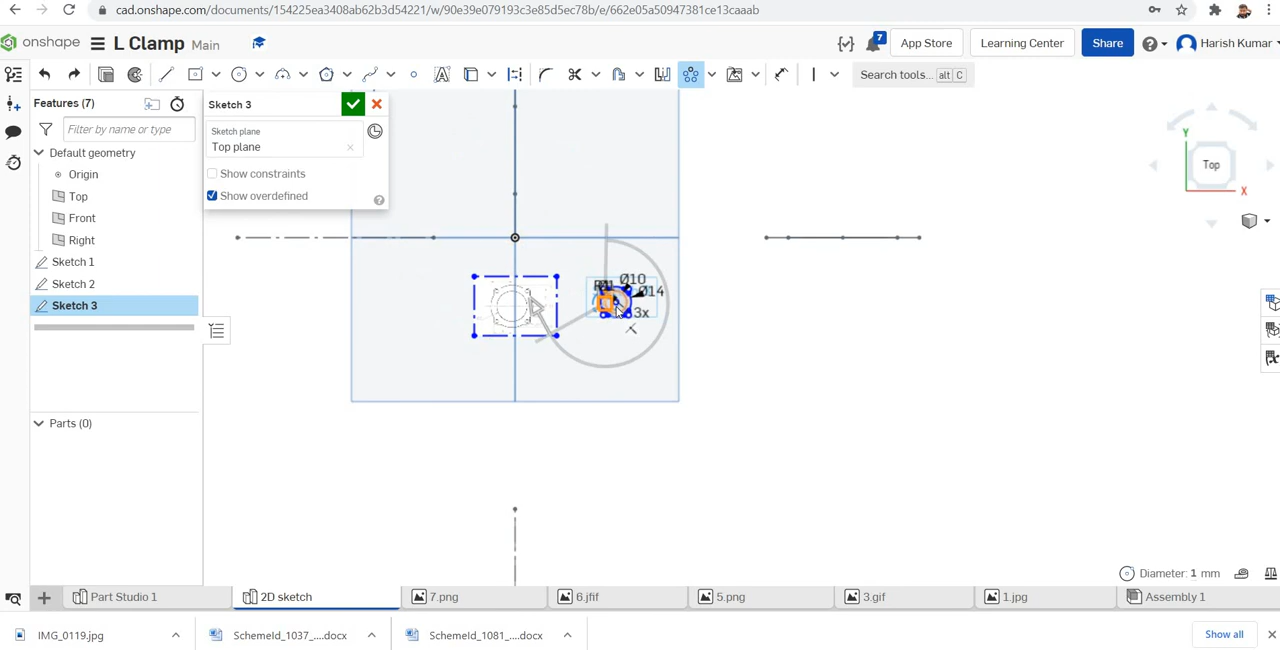 cad.onshape.com/documents/154225ea3408ab62b3d54221/w/90e39d079193c3e85d5ec78b/e/662e05a50947381ce13caaab
onshape L Clamp Main 7 App Store Learning Center Share Harish Kumar
Search tools... alt C
Features (7)
Filter by name or type
Default geometry
Origin
Top
Front
Right
Sketch 1
Sketch 2
Sketch 3
Parts (0)
Sketch 3
Sketch plane
Top plane
Show constraints
Show overdefined
Ø10
Ø14
3x
Y
Top
X
Diameter: 1 mm
Part Studio 1 2D sketch 7.png 6.jfif 5.png 3.gif 1.jpg Assembly 1
IMG_0119.jpg SchemeId_1037_....docx SchemeId_1081_....docx Show all